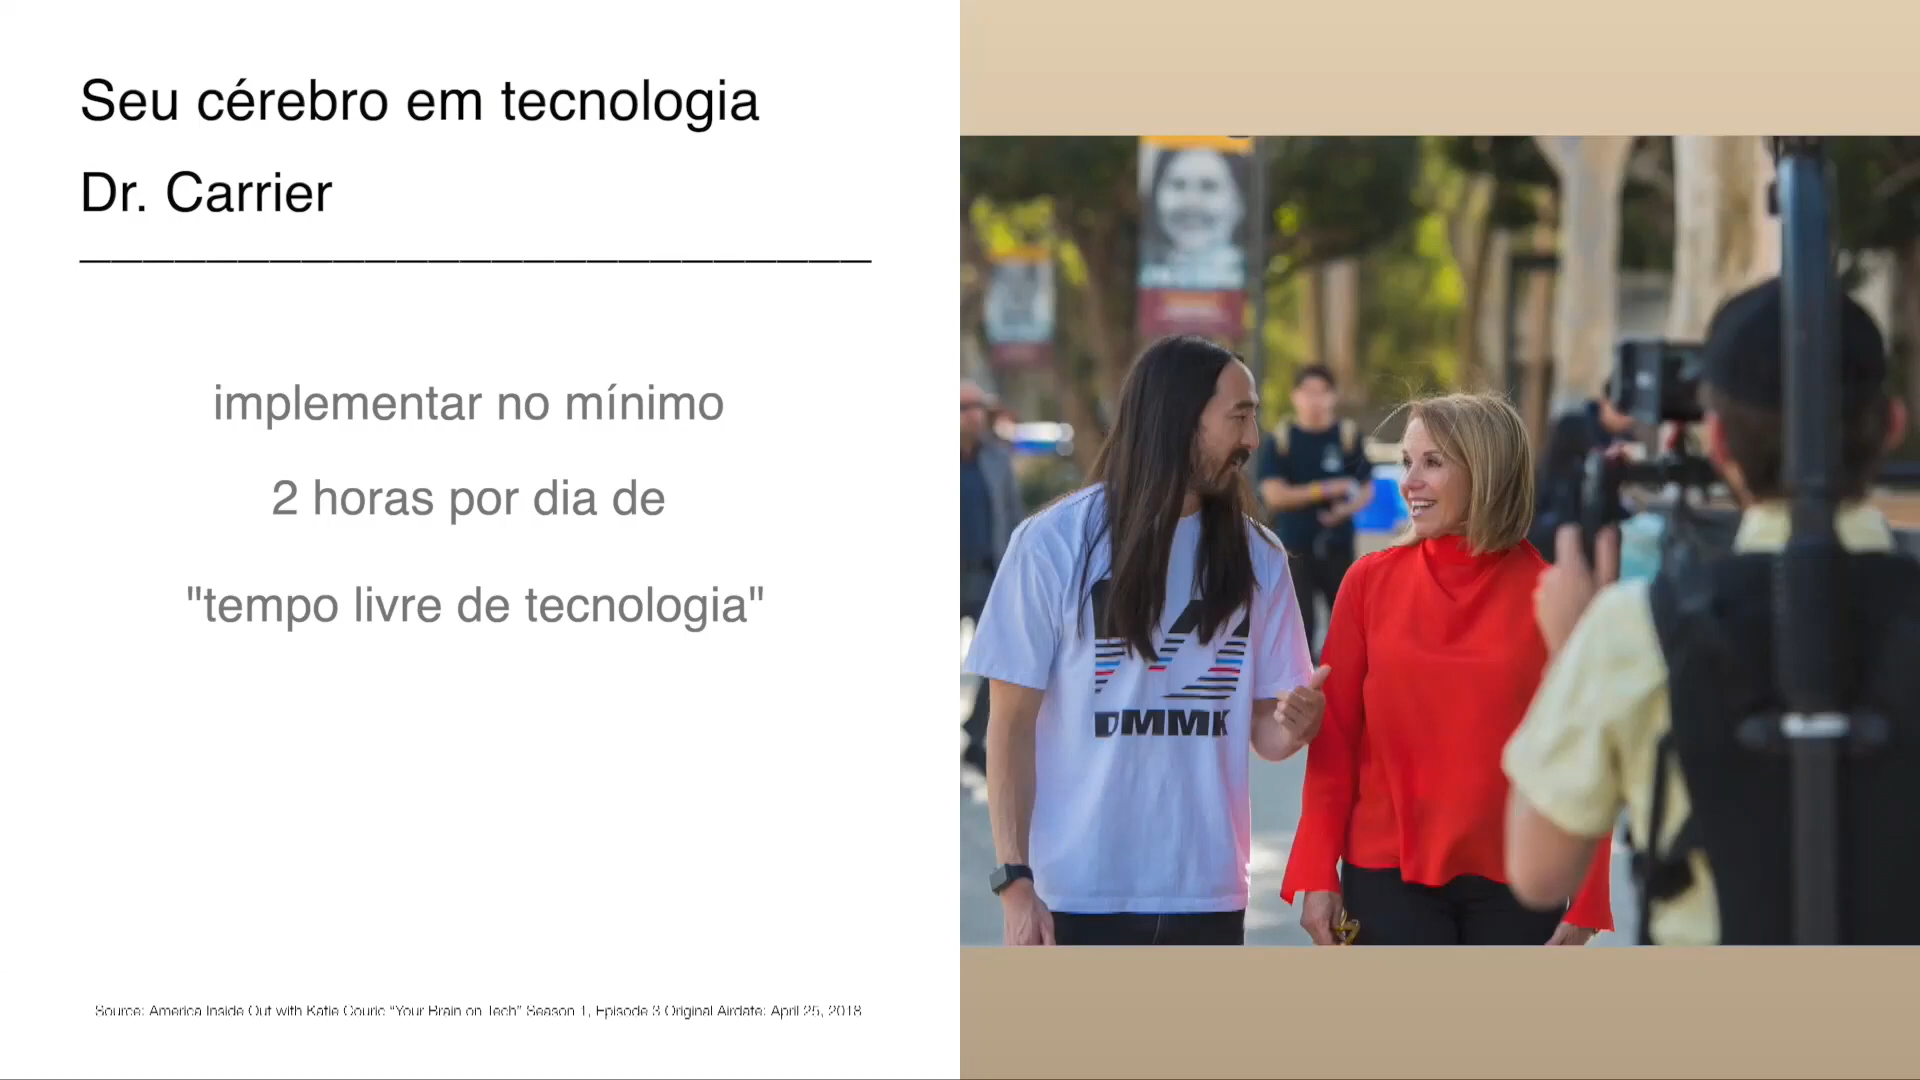 Seu cérebro em tecnologia
Dr. Carrier
implementar no mínimo
2 horas por dia de
"tempo livre de tecnologia"
Source: America Inside Out with Katie Couric “Your Brain on Tech” Season 1, Episode 3 Original Airdate: April 25, 2018
DMMK